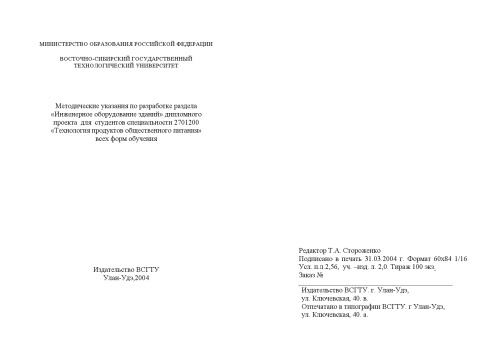 МИНИСТЕРСТВО ОБРАЗОВАНИЯ РОССИЙСКОЙ ФЕДЕРАЦИИ
ВОСТОЧНО-СИБИРСКИЙ ГОСУДАРСТВЕННЫЙ
ТЕХНОЛОГИЧЕСКИЙ УНИВЕРСИТЕТ
Методические указания по разработке раздела
«Инженерное оборудование зданий» дипломного
проекта для студентов специальности 2701200
«Технология продуктов общественного питания»
всех форм обучения
Издательство ВСГТУ
Улан-Удэ,2004
Редактор Т.А. Стороженко
Подписано в печать 31.03.2004 г. Формат 60х84 1/16
Усл. п.л.2,56, уч. –изд. л. 2,0. Тираж 100 экз.
Заказ №
Издательство ВСГТУ. г. Улан-Удэ,
ул. Ключевская, 40. в.
Отпечатано в типографии ВСГТУ. г Улан-Удэ,
ул. Ключевская, 40. а.